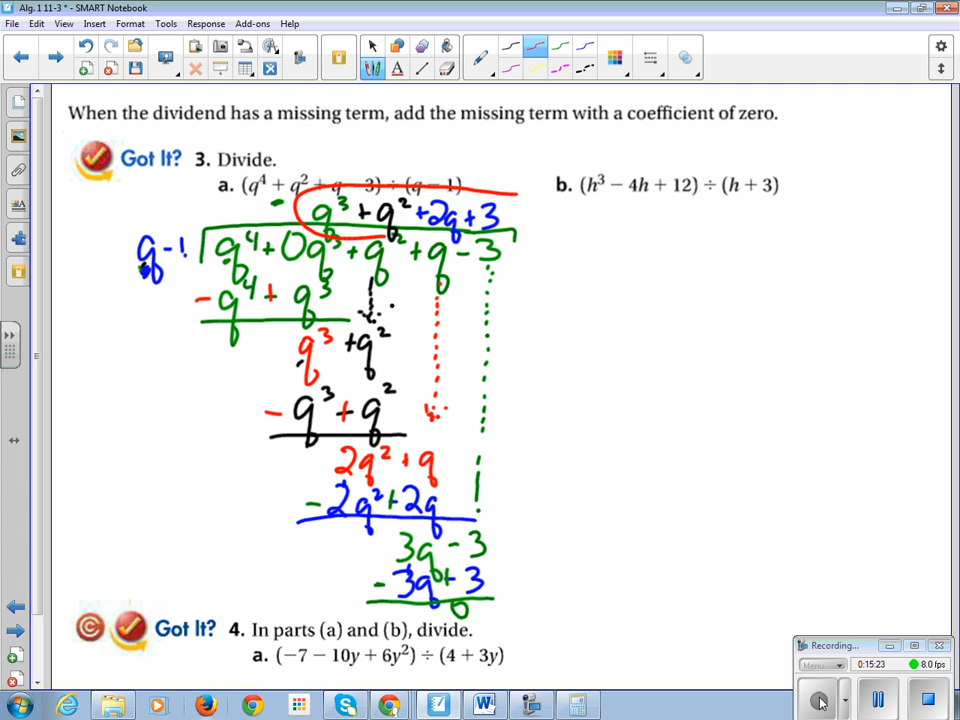 Alg. 1 11-3 * - SMART Notebook
File Edit View Insert Format Tools Response Add-ons Help
When the dividend has a missing term, add the missing term with a coefficient of zero.
Got It? 3. Divide.
a. (q⁴ + q² + q − 3) ÷ (q − 1)
b. (h³ − 4h + 12) ÷ (h + 3)
q³ + q² + 2q + 3
q - 1 q⁴ + 0q³ + q² + q - 3
- q⁴ + q³
q³ + q²
- q³ + q²
2q² + q
- 2q² + 2q
3q - 3
- 3q + 3
0
Got It? 4. In parts (a) and (b), divide.
a. (−7 − 10y + 6y²) ÷ (4 + 3y)
Recording...
Menu 0:15:23 8.0 fps